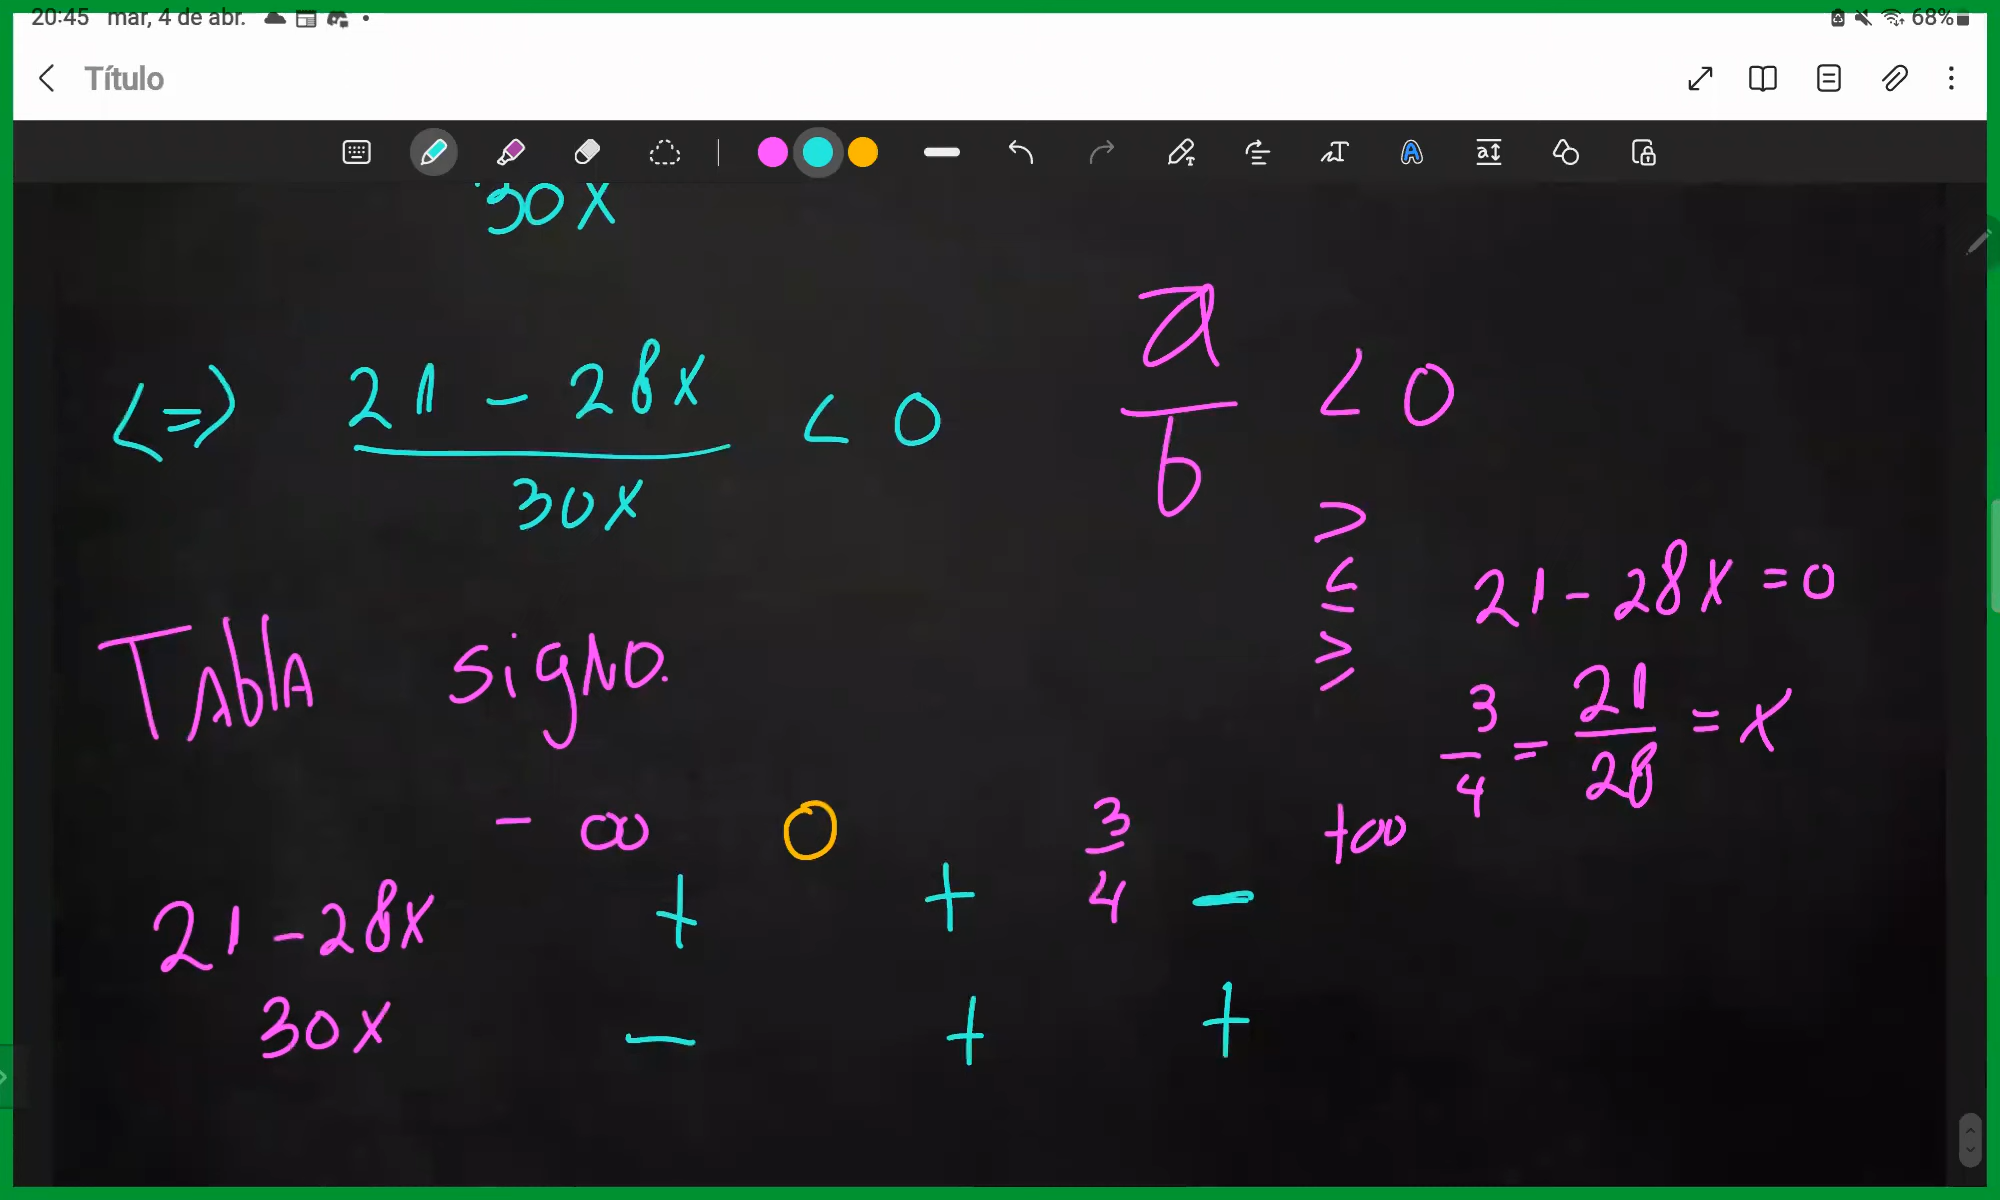 20:45 mar, 4 de abr. 68%
Título
30X
<=> 21 - 28x / 30x < 0
a / b < 0
>
≤
≥
21 - 28x = 0
TAblA sigNo.
3/4 = 21/28 = x
- ∞ 0 3/4 +∞
21 - 28x + + -
30x - + +